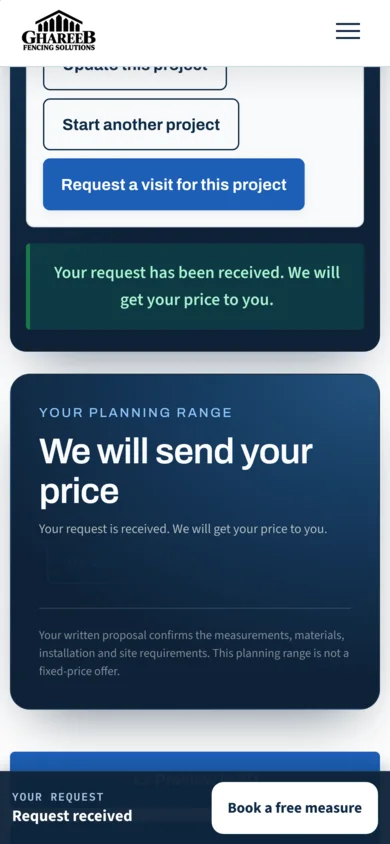 GHAREEB
FENCING SOLUTIONS
Update this project
Start another project
Request a visit for this project
Your request has been received. We will
get your price to you.
YOUR PLANNING RANGE
We will send your
price
Your request is received. We will get your price to you.
Your written proposal confirms the measurements, materials,
installation and site requirements. This planning range is not a
fixed-price offer.
YOUR REQUEST
Request received
Book a free measure